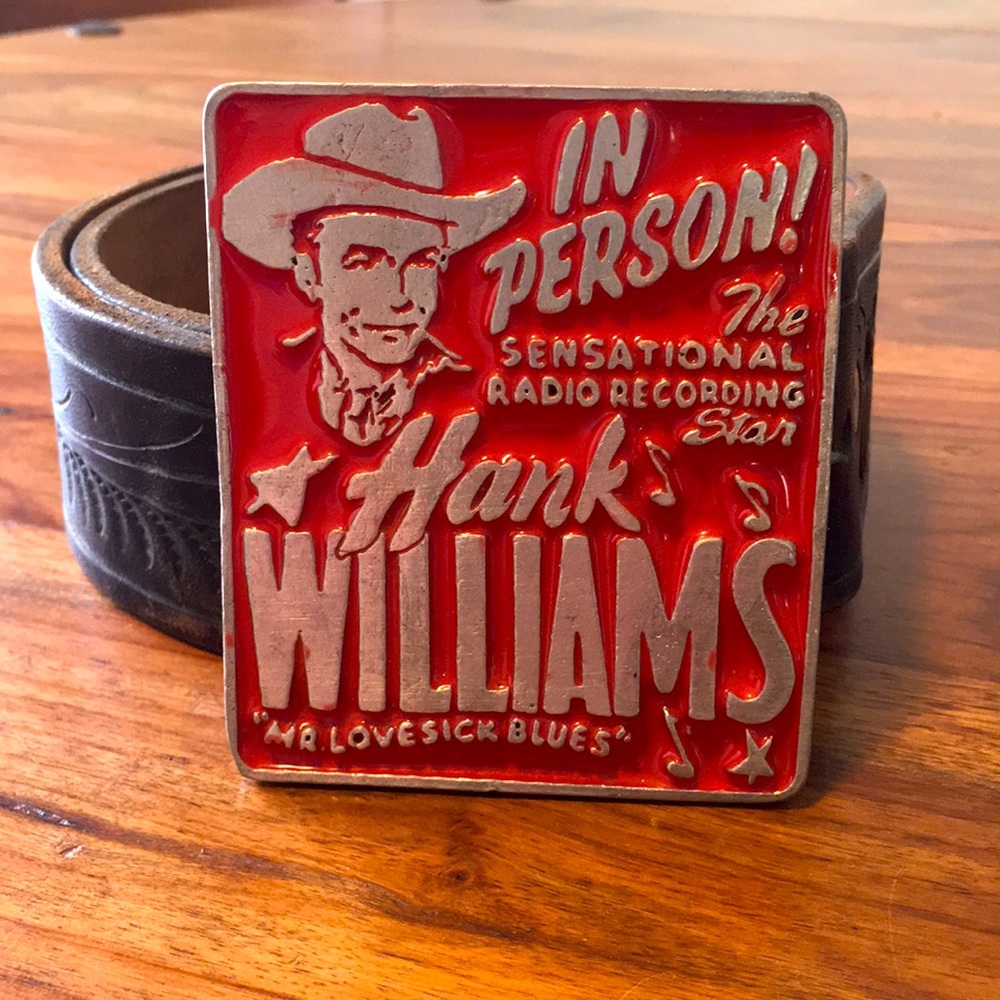 IN
PERSON!
The
SENSATIONAL
RADIO RECORDING
Star
Hank
WILLIAMS
"MR. LOVESICK BLUES"